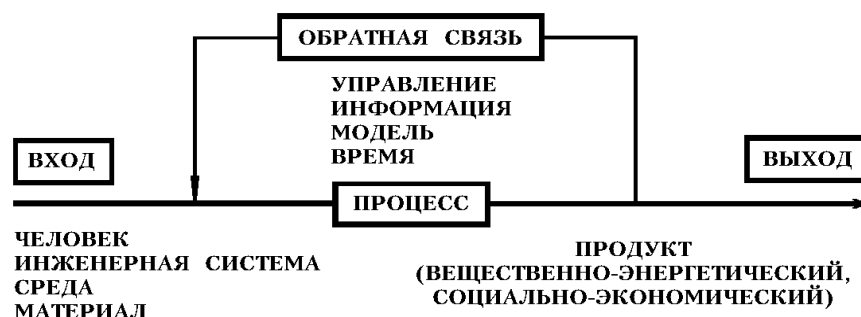 ОБРАТНАЯ СВЯЗЬ
УПРАВЛЕНИЕ
ИНФОРМАЦИЯ
МОДЕЛЬ
ВРЕМЯ
ВХОД
ВЫХОД
ПРОЦЕСС
ЧЕЛОВЕК
ИНЖЕНЕРНАЯ СИСТЕМА
СРЕДА
МАТЕРИАЛ
ПРОДУКТ
(ВЕЩЕСТВЕННО-ЭНЕРГЕТИЧЕСКИЙ,
СОЦИАЛЬНО-ЭКОНОМИЧЕСКИЙ)